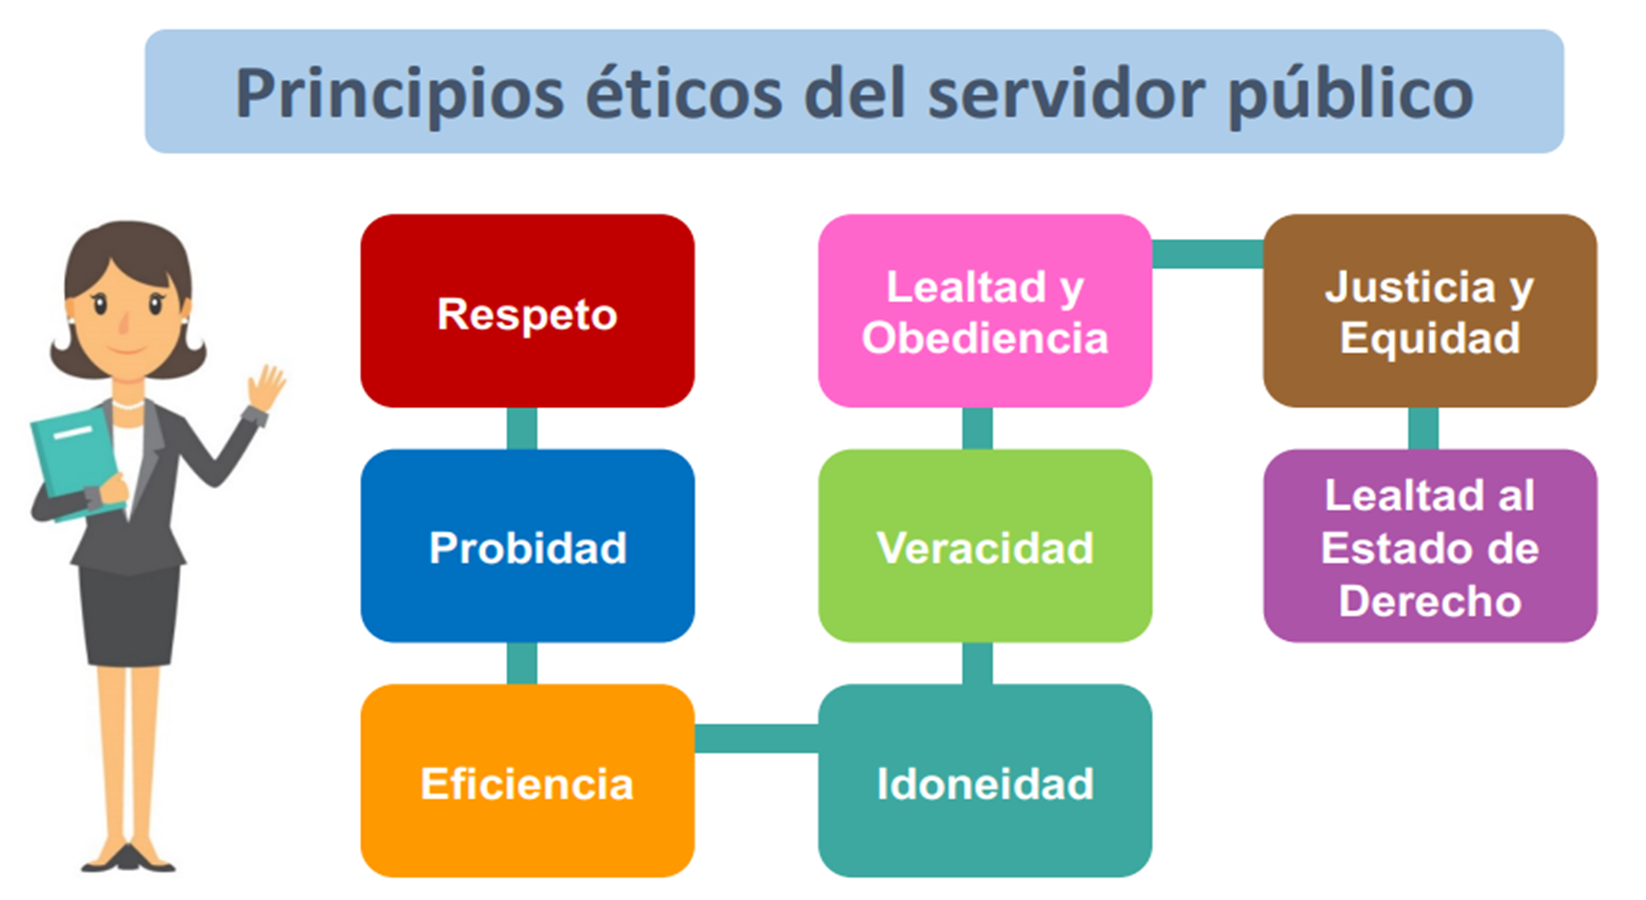 Principios éticos del servidor público
Respeto
Probidad
Eficiencia
Idoneidad
Veracidad
Lealtad y
Obediencia
Justicia y
Equidad
Lealtad al
Estado de
Derecho